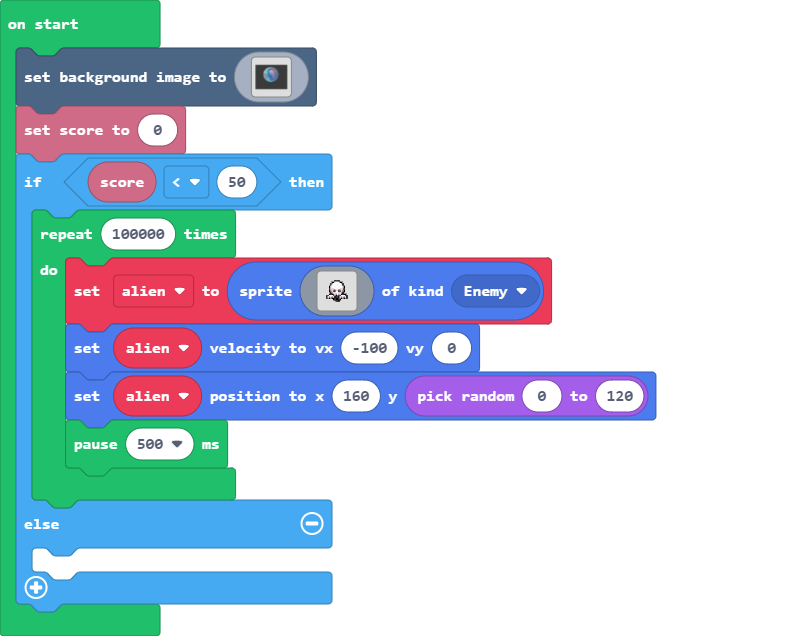 on start
set background image to
set score to 0
if score < 50 then
repeat 100000 times
do
set alien to sprite of kind Enemy
set alien velocity to vx -100 vy 0
set alien position to x 160 y pick random 0 to 120
pause 500 ms
else